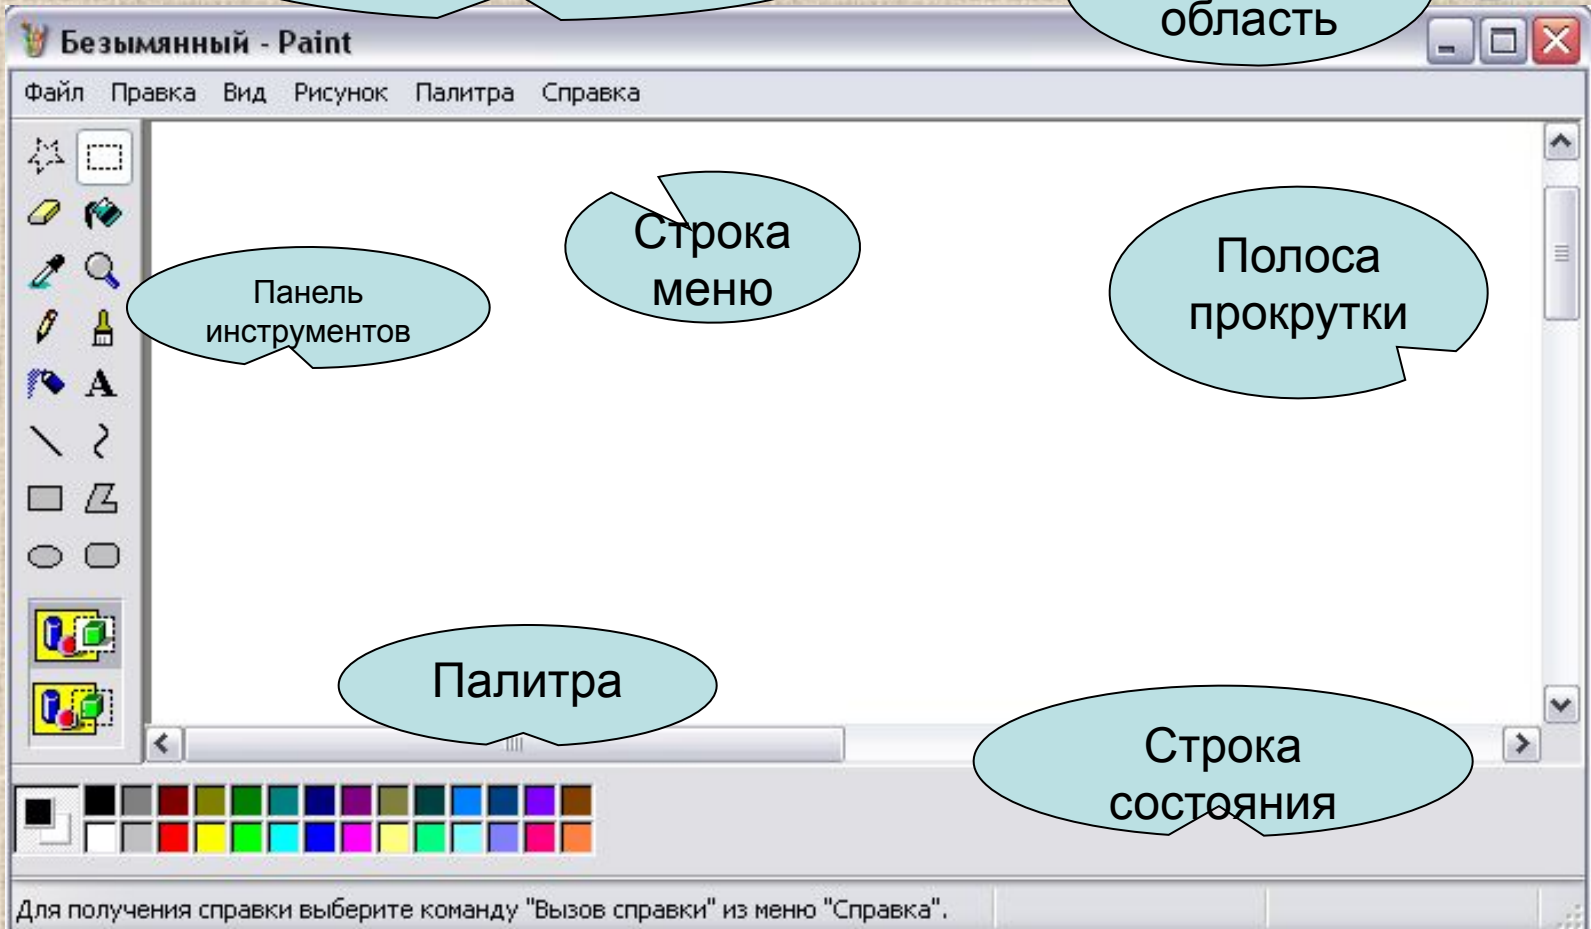 область
Безымянный - Paint
Файл Правка Вид Рисунок Палитра Справка
Строка
меню
Полоса
прокрутки
Панель
инструментов
A
Палитра
Строка
состояния
Для получения справки выберите команду "Вызов справки" из меню "Справка".